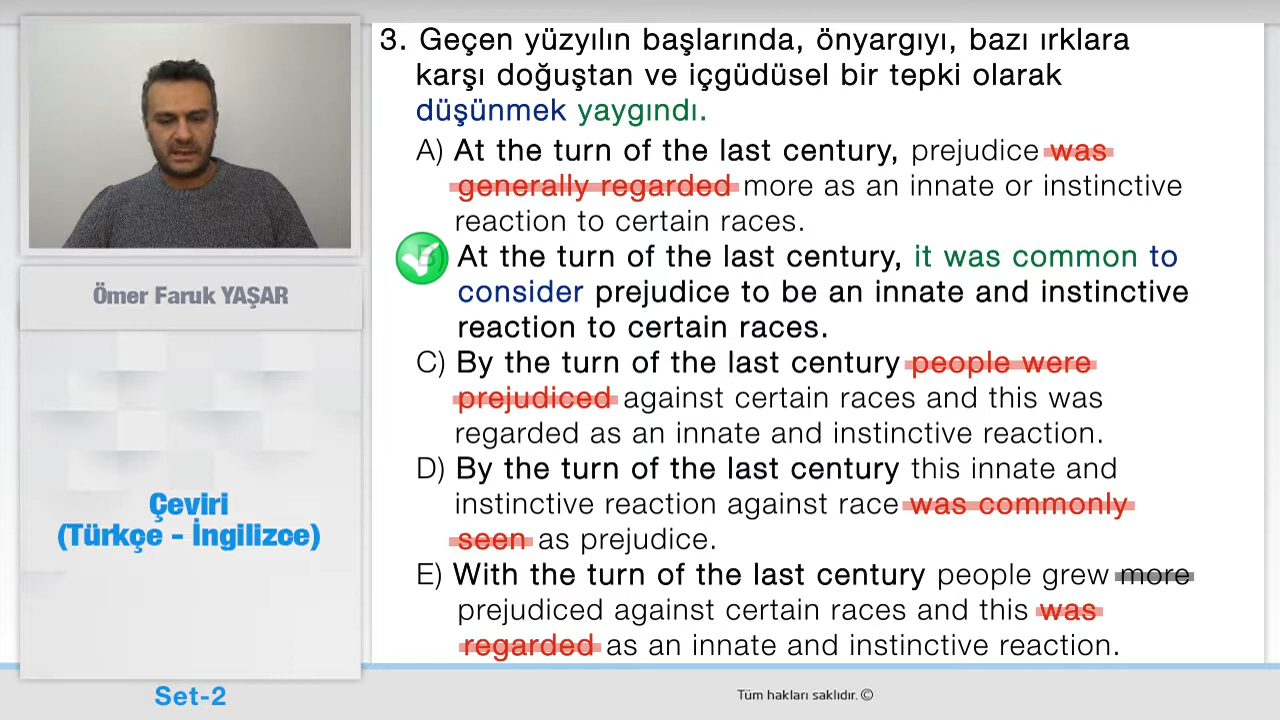 3. Geçen yüzyılın başlarında, önyargıyı, bazı ırklara
karşı doğuştan ve içgüdüsel bir tepki olarak
düşünmek yaygındı.
A) At the turn of the last century, prejudice was
generally regarded more as an innate or instinctive
reaction to certain races.
B) At the turn of the last century, it was common to
consider prejudice to be an innate and instinctive
reaction to certain races.
C) By the turn of the last century people were
prejudiced against certain races and this was
regarded as an innate and instinctive reaction.
D) By the turn of the last century this innate and
instinctive reaction against race was commonly
seen as prejudice.
E) With the turn of the last century people grew more
prejudiced against certain races and this was
regarded as an innate and instinctive reaction.
Ömer Faruk YAŞAR
Çeviri
(Türkçe - İngilizce)
Set-2
Tüm hakları saklıdır. ©